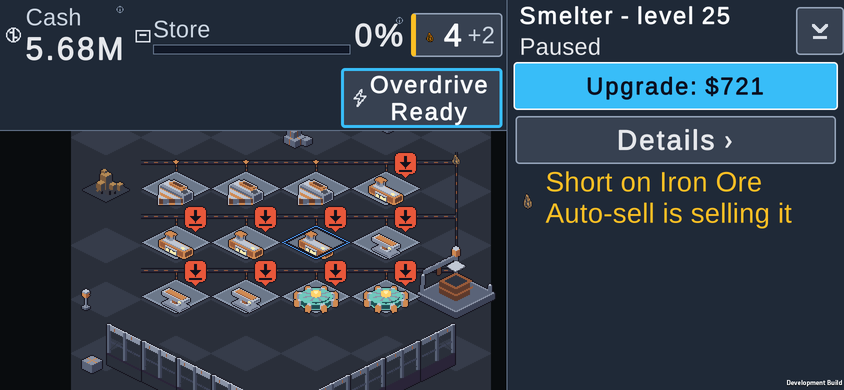 Cash
5.68M
Store
0%
4 +2
Overdrive
Ready
Smelter - level 25
Paused
Upgrade: $721
Details ›
Short on Iron Ore
Auto-sell is selling it
Development Build